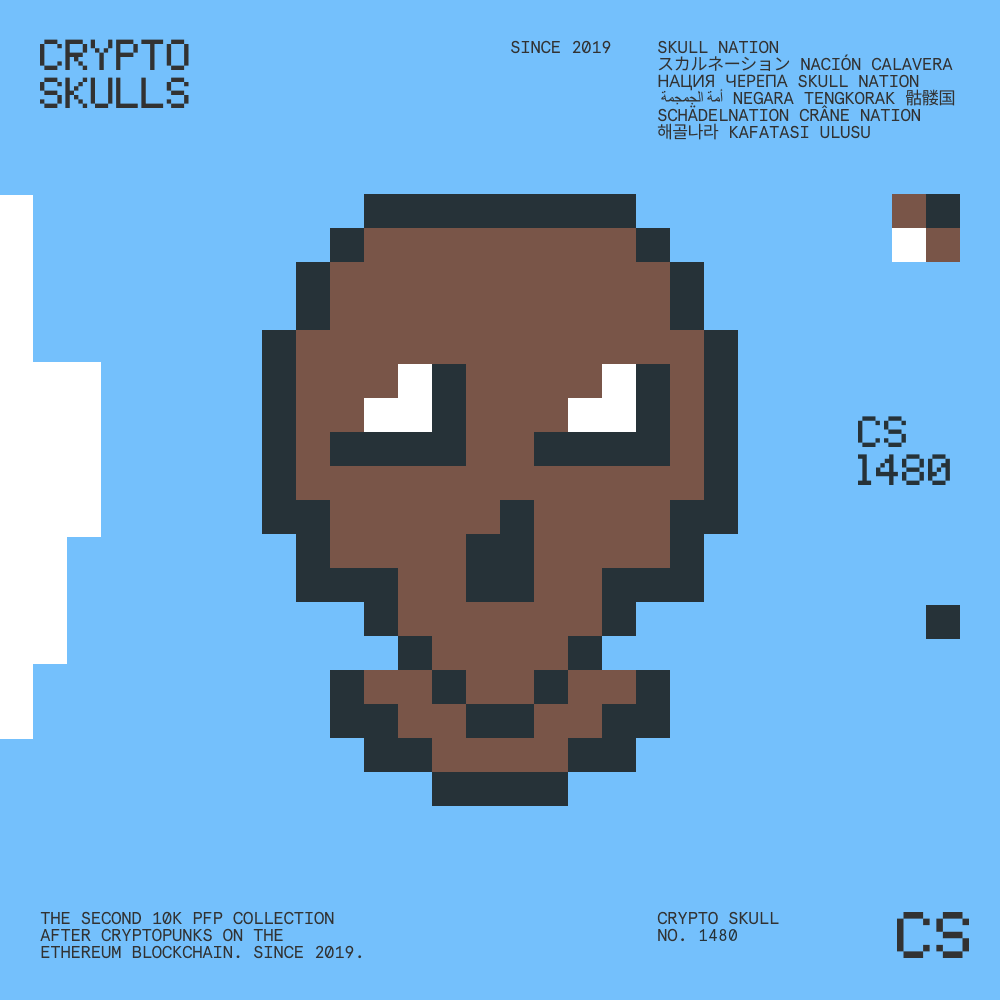 CRYPTO
SKULLS
SINCE 2019
SKULL NATION
スカルネーション NACIÓN CALAVERA
НАЦИЯ ЧЕРЕПА SKULL NATION
أمة الجمجمة NEGARA TENGKORAK 骷髅国
SCHÄDELNATION CRÂNE NATION
해골나라 KAFATASI ULUSU
CS
1480
THE SECOND 10K PFP COLLECTION
AFTER CRYPTOPUNKS ON THE
ETHEREUM BLOCKCHAIN. SINCE 2019.
CRYPTO SKULL
NO. 1480
CS